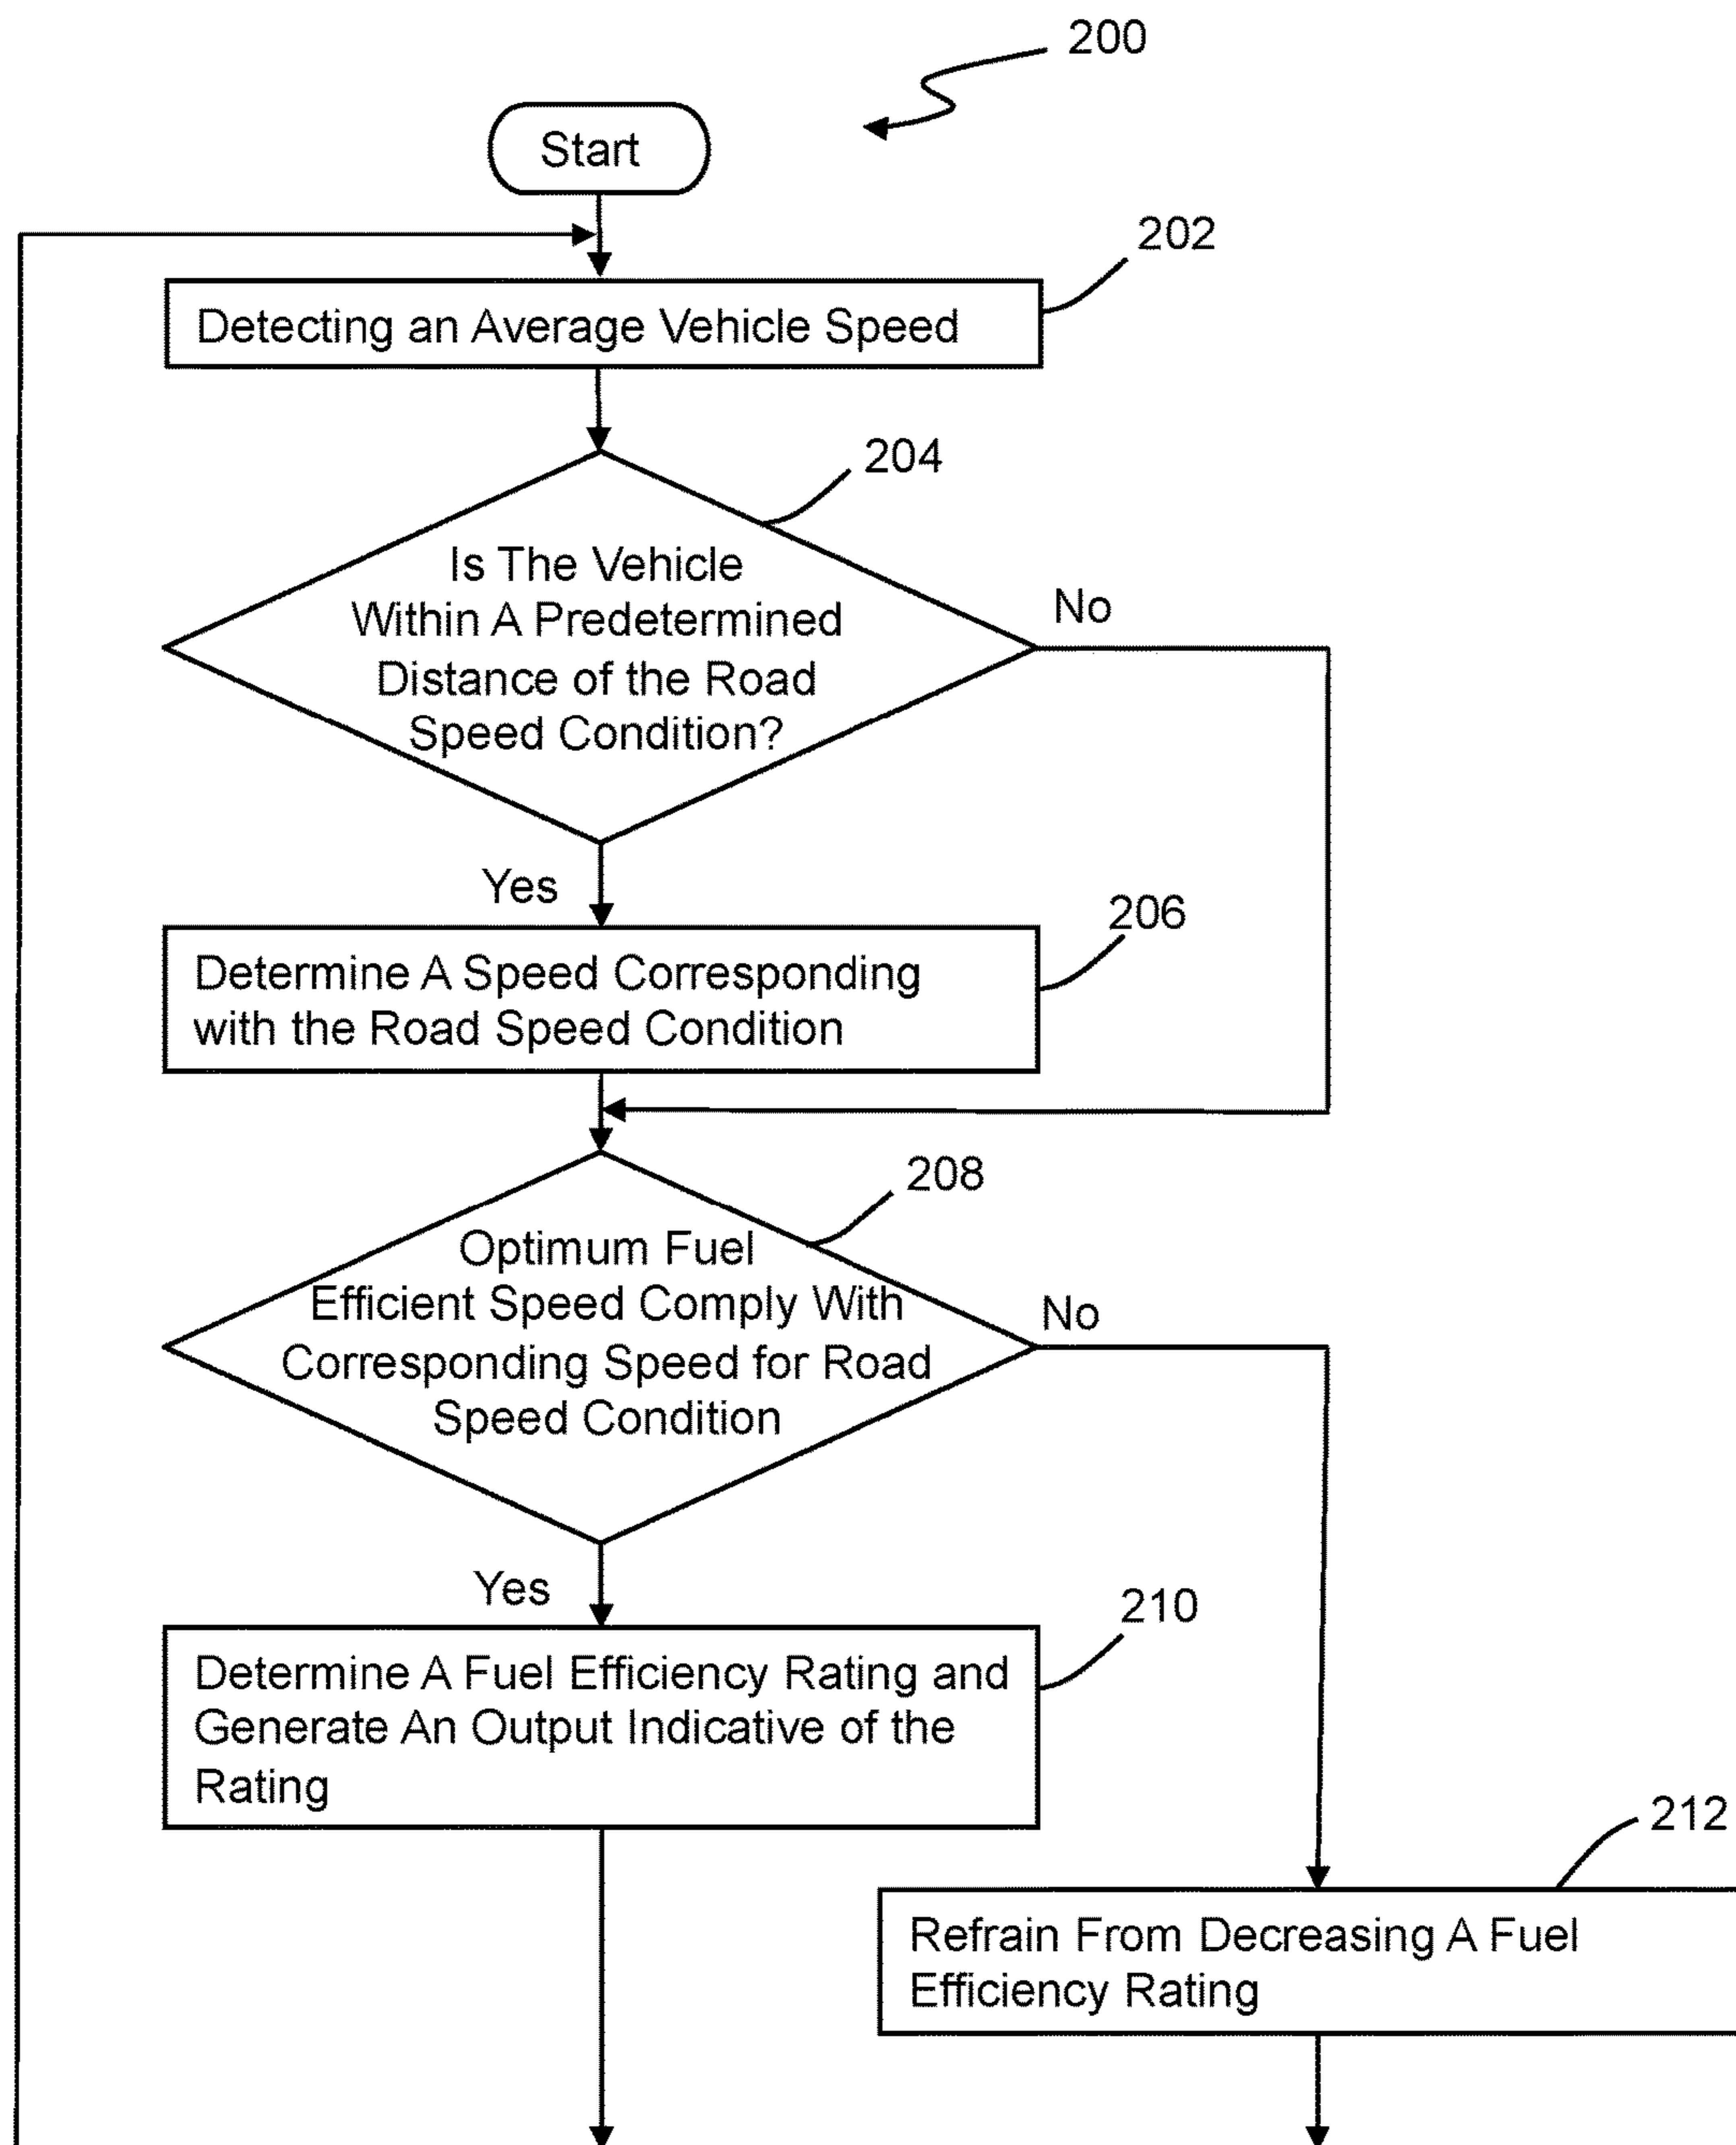 200
Start
202
Detecting an Average Vehicle Speed
204
Is The Vehicle
Within A Predetermined
Distance of the Road
Speed Condition?
No
Yes
206
Determine A Speed Corresponding
with the Road Speed Condition
208
Optimum Fuel
Efficient Speed Comply With
Corresponding Speed for Road
Speed Condition
No
Yes
210
Determine A Fuel Efficiency Rating and
Generate An Output Indicative of the
Rating
212
Refrain From Decreasing A Fuel
Efficiency Rating